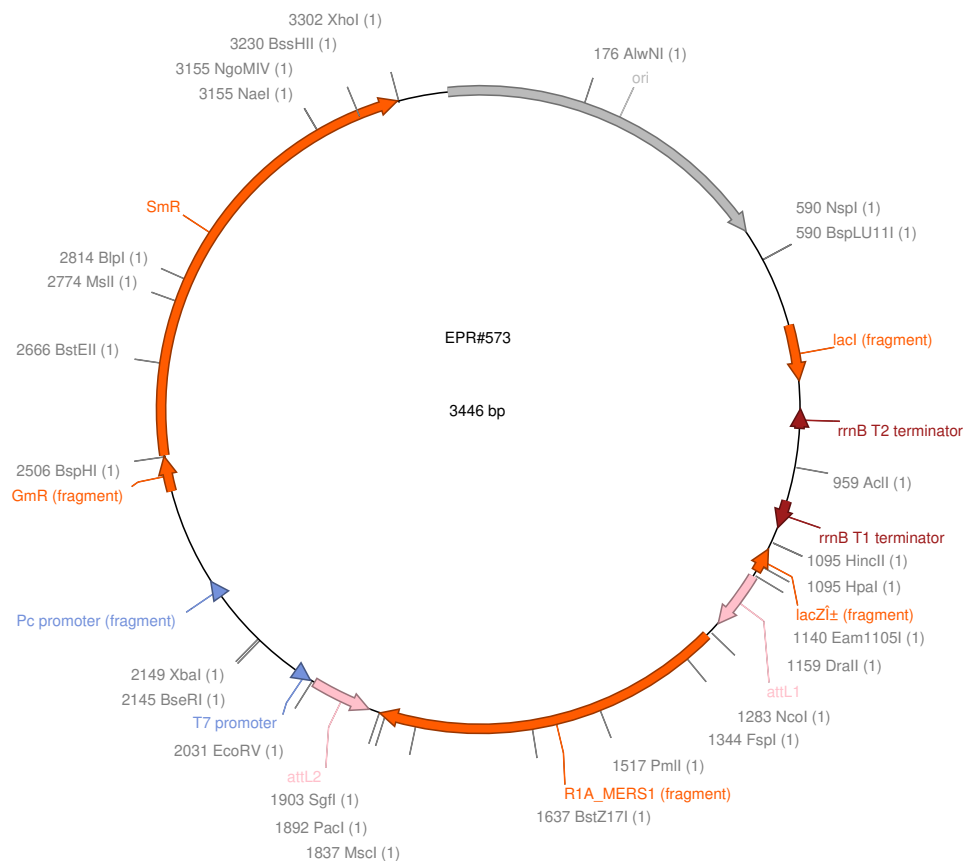 3302 XhoI (1)
3230 BssHII (1)
3155 NgoMIV (1)
3155 NaeI (1)
176 AlwNI (1)
ori
SmR
590 NspI (1)
590 BspLU11I (1)
2814 BlpI (1)
2774 MslI (1)
EPR#573
lacI (fragment)
2666 BstEII (1)
3446 bp
rrnB T2 terminator
2506 BspHI (1)
GmR (fragment)
959 AclI (1)
rrnB T1 terminator
1095 HincII (1)
1095 HpaI (1)
lacZÎ± (fragment)
Pc promoter (fragment)
1140 Eam1105I (1)
1159 DraII (1)
2149 XbaI (1)
2145 BseRI (1)
attL1
T7 promoter
1283 NcoI (1)
2031 EcoRV (1)
1344 FspI (1)
attL2
1517 PmlI (1)
1903 SgfI (1)
R1A_MERS1 (fragment)
1892 PacI (1)
1637 BstZ17I (1)
1837 MscI (1)